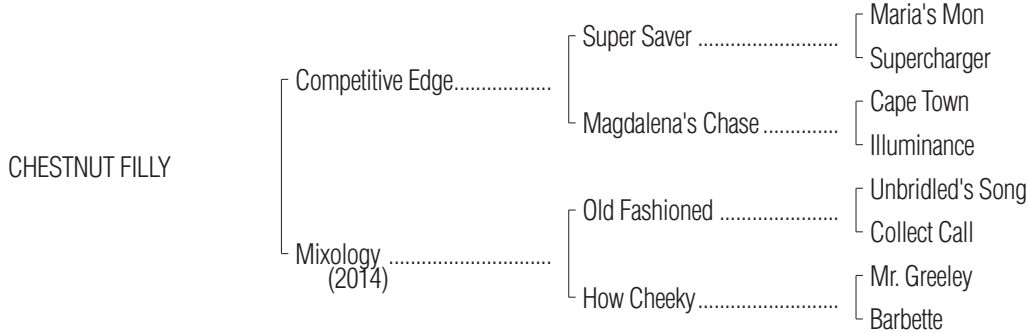 Maria's Mon
Super Saver ..........................
Supercharger
Competitive Edge..................
Cape Town
Magdalena's Chase ..............
Illuminance
CHESTNUT FILLY
Unbridled's Song
Old Fashioned ......................
Collect Call
Mixology ..............................
(2014)
Mr. Greeley
How Cheeky..........................
Barbette